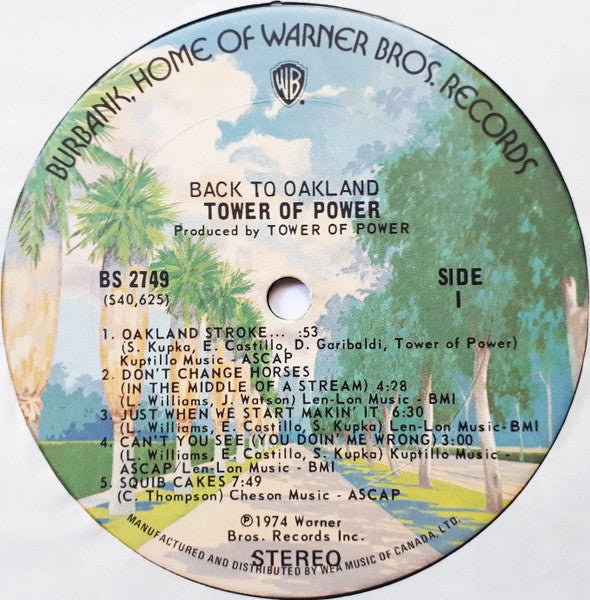 BURBANK, HOME OF WARNER BROS. RECORDS
WB
BACK TO OAKLAND
TOWER OF POWER
Produced by TOWER OF POWER
BS 2749
(S40,625)
SIDE
1
1. OAKLAND STROKE... :53
(S. Kupka, E. Castillo, D. Garibaldi, Tower of Power)
Kuptillo Music - ASCAP
2. DON'T CHANGE HORSES
(IN THE MIDDLE OF A STREAM) 4:28
(L. Williams, J. Watson) Len-Lon Music - BMI
3. JUST WHEN WE START MAKIN' IT 6:30
(L. Williams, E. Castillo, S. Kupka) Len-Lon Music-BMI
4. CAN'T YOU SEE (YOU DOIN' ME WRONG) 3:00
(L. Williams, E. Castillo, S. Kupka) Kuptillo Music -
ASCAP Len-Lon Music - BMI
5. SQUIB CAKES 7:49
(C. Thompson) Cheson Music - ASCAP
℗1974 Warner
Bros. Records Inc.
STEREO
MANUFACTURED AND DISTRIBUTED BY WEA MUSIC OF CANADA, LTD.